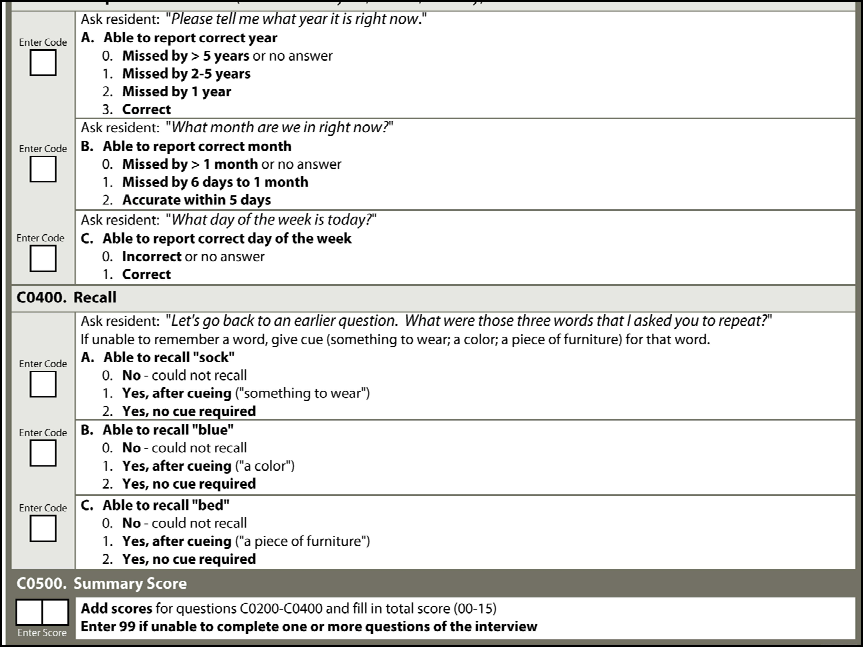 Ask resident: "Please tell me what year it is right now."
Enter Code
A. Able to report correct year
0. Missed by > 5 years or no answer
1. Missed by 2-5 years
2. Missed by 1 year
3. Correct
Ask resident: "What month are we in right now?"
Enter Code
B. Able to report correct month
0. Missed by > 1 month or no answer
1. Missed by 6 days to 1 month
2. Accurate within 5 days
Ask resident: "What day of the week is today?"
Enter Code
C. Able to report correct day of the week
0. Incorrect or no answer
1. Correct
C0400. Recall
Ask resident: "Let's go back to an earlier question. What were those three words that I asked you to repeat?"
If unable to remember a word, give cue (something to wear; a color; a piece of furniture) for that word.
Enter Code
A. Able to recall "sock"
0. No - could not recall
1. Yes, after cueing ("something to wear")
2. Yes, no cue required
Enter Code
B. Able to recall "blue"
0. No - could not recall
1. Yes, after cueing ("a color")
2. Yes, no cue required
Enter Code
C. Able to recall "bed"
0. No - could not recall
1. Yes, after cueing ("a piece of furniture")
2. Yes, no cue required
C0500. Summary Score
Add scores for questions C0200-C0400 and fill in total score (00-15)
Enter 99 if unable to complete one or more questions of the interview
Enter Score